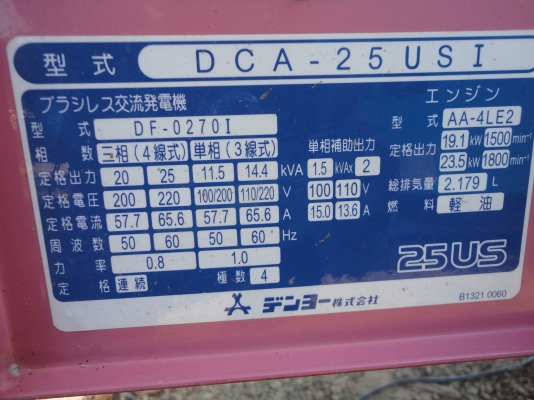 型式 DCA-25USI
ブラシレス交流発電機
型式 DF-0270I
相数 三相(4線式) 単相(3線式) 単相補助出力
定格出力 20 25 11.5 14.4 kVA 1.5 kVAx 2
定格電圧 200 220 100/200 110/220 V 100 110 V
定格電流 57.7 65.6 57.7 65.6 A 15.0 13.6 A
周波数 50 60 50 60 Hz
力率 0.8 1.0
定格 連続 極数 4
エンジン
型式 AA-4LE2
定格出力 19.1 kW 1500 min⁻¹
23.5 kW 1800 min⁻¹
総排気量 2.179 L
燃料 軽油
25US
デンヨー株式会社
B1321 0060